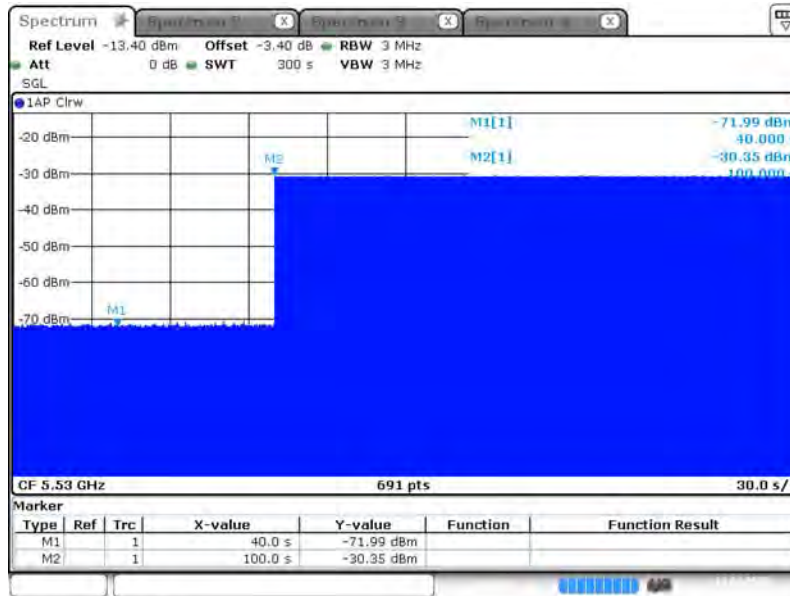 Spectrum
Ref Level -13.40 dBm Offset -3.40 dB RBW 3 MHz
Att 0 dB SWT 300 s VBW 3 MHz
SGL
1AP Clrw
M1[1] -71.99 dBm
40.000
-20 dBm
M2 M2[1] -30.35 dBm
100.000
-30 dBm
-40 dBm
-50 dBm
-60 dBm
M1
-70 dBm
CF 5.53 GHz 691 pts 30.0 s/
Marker
Type Ref Trc X-value Y-value Function Function Result
M1 1 40.0 s -71.99 dBm
M2 1 100.0 s -30.35 dBm